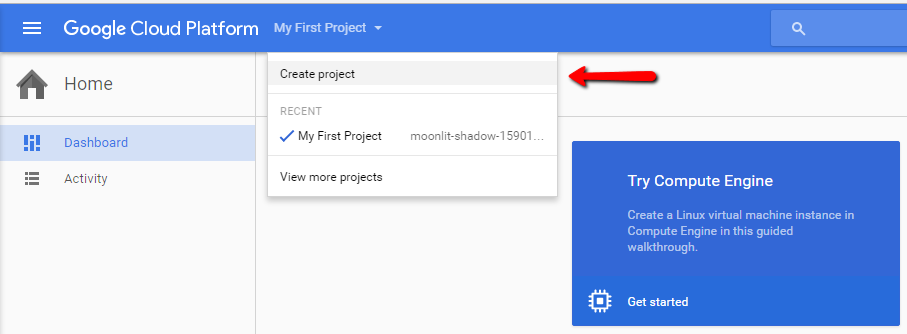 Google Cloud Platform My First Project
Home
Create project
RECENT
My First Project moonlit-shadow-15901...
View more projects
Dashboard
Activity
Try Compute Engine
Create a Linux virtual machine instance in
Compute Engine in this guided
walkthrough.
Get started